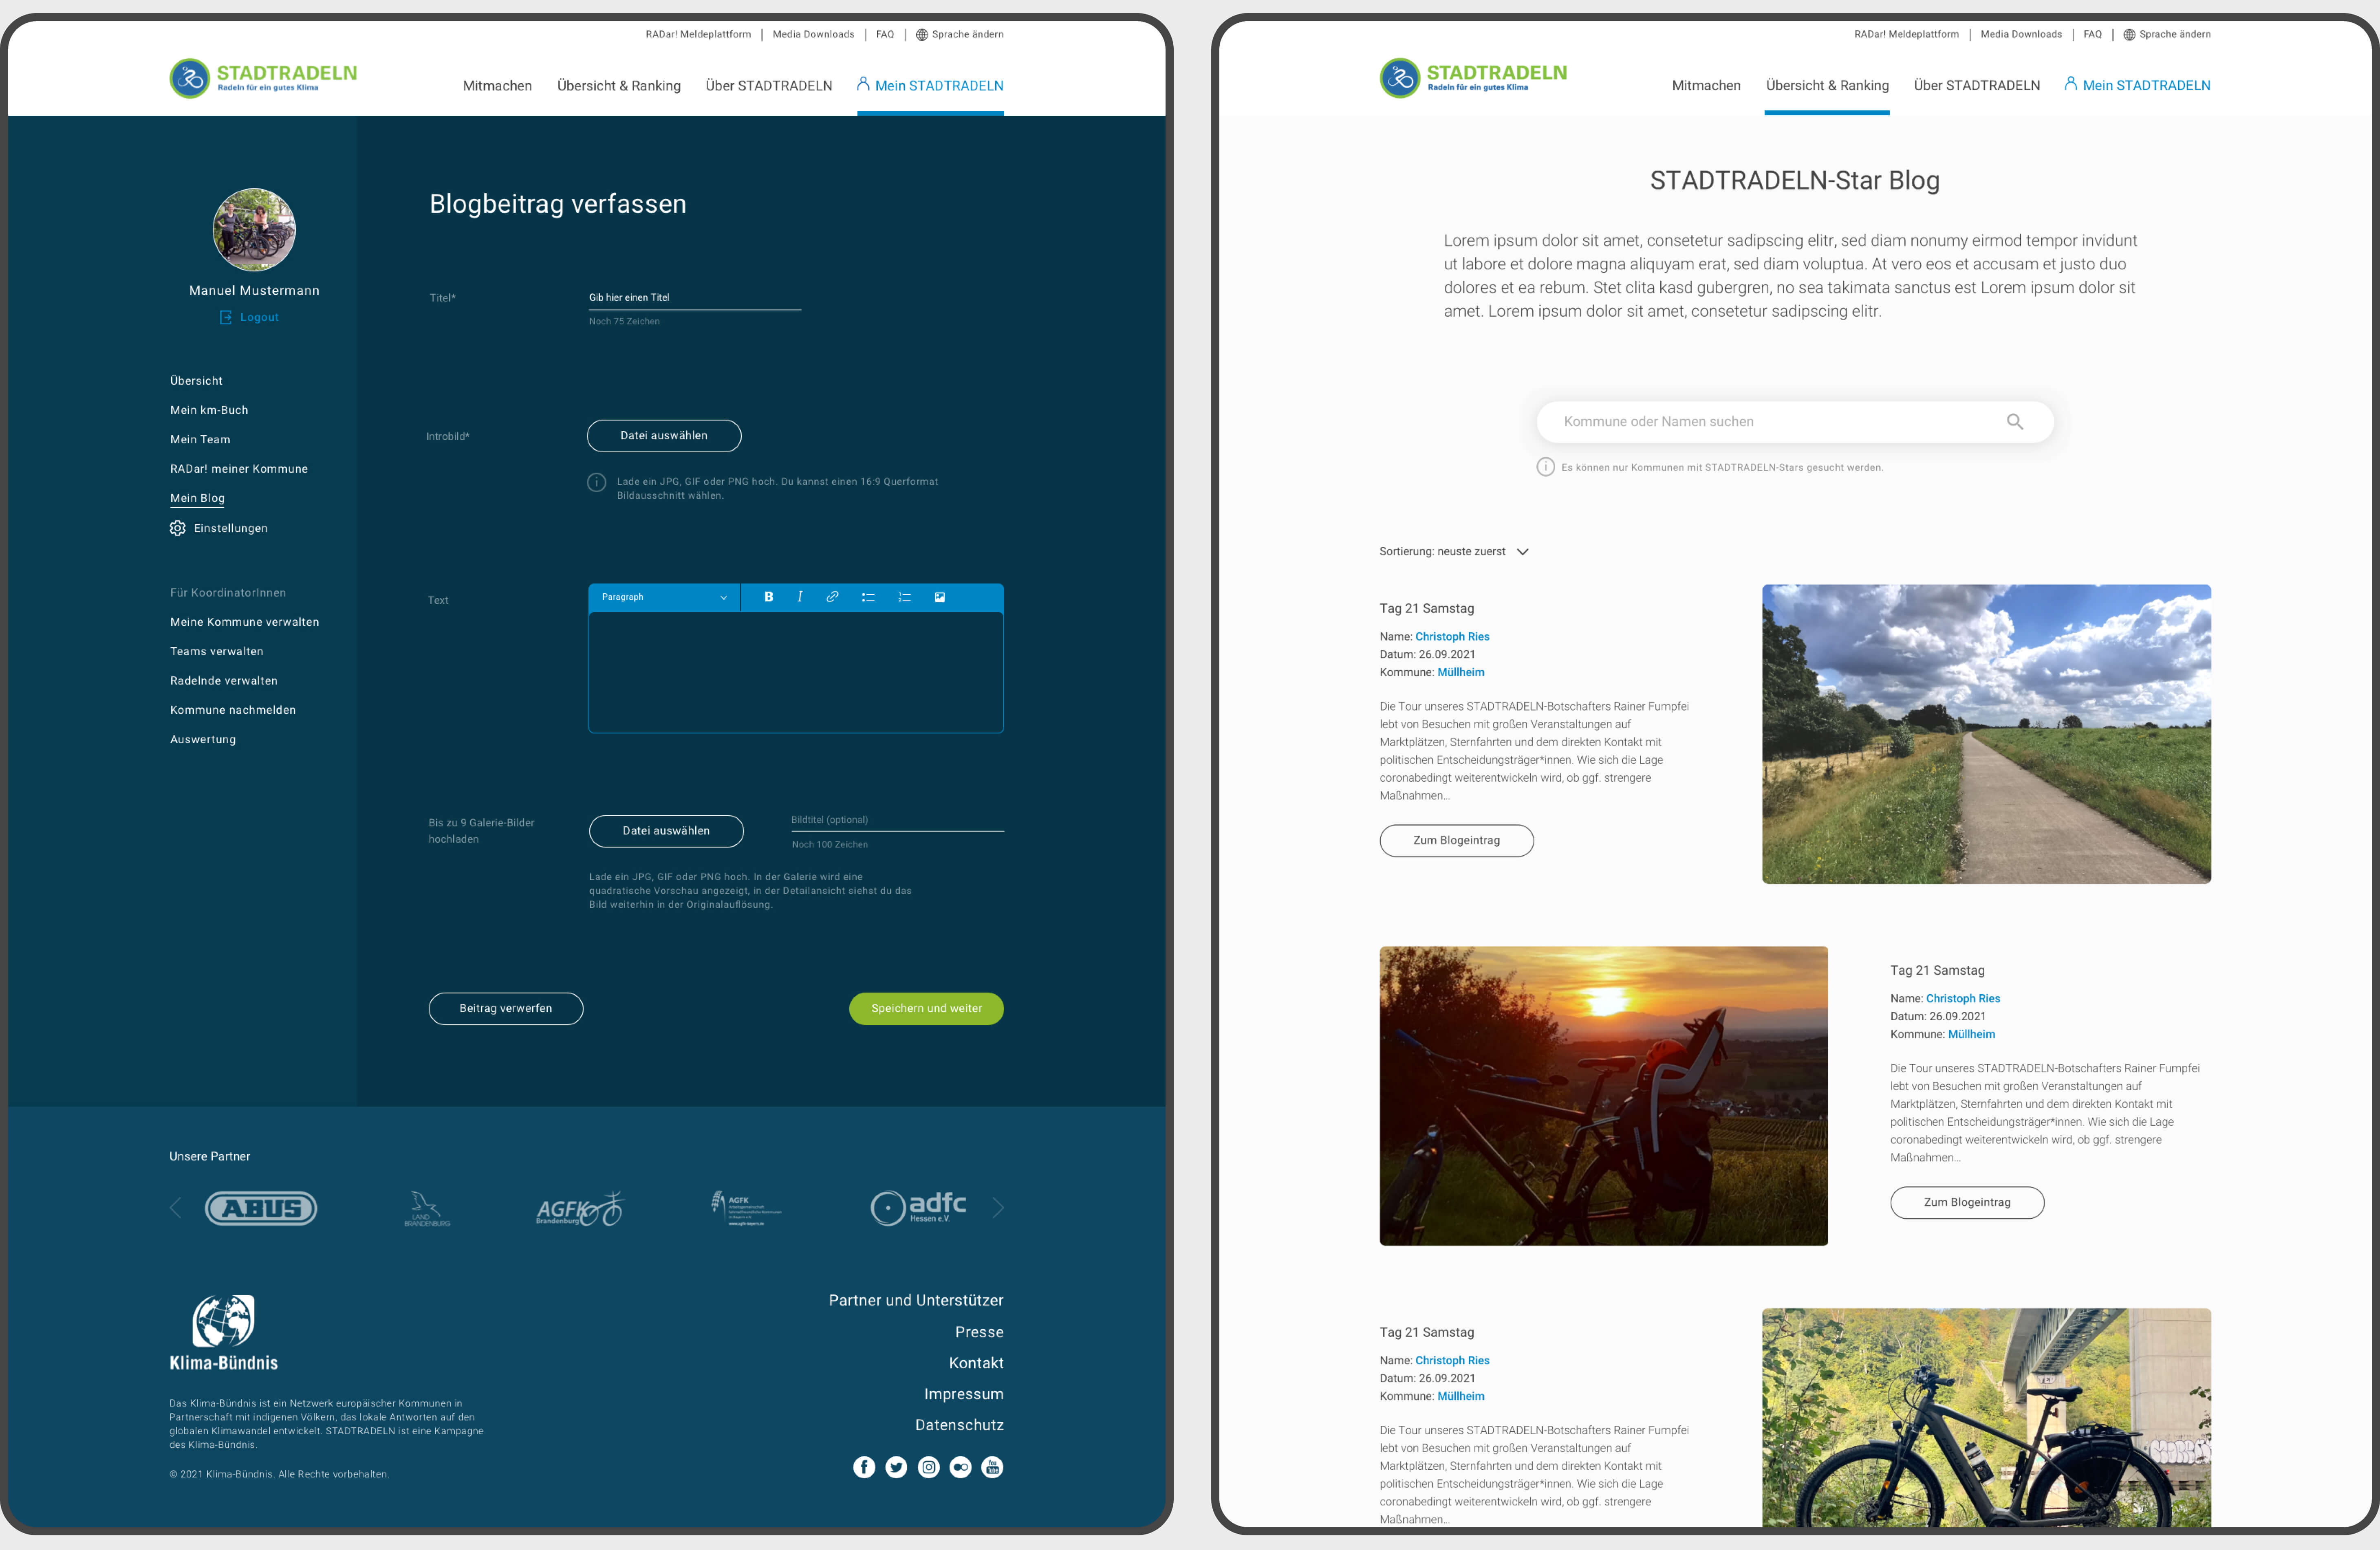 RADar! Meldeplattform | Media Downloads | FAQ | Sprache ändern
STADTRADELN
Radeln für ein gutes Klima
Mitmachen Übersicht & Ranking Über STADTRADELN Mein STADTRADELN
Manuel Mustermann
Logout
Übersicht
Mein km-Buch
Mein Team
RADar! meiner Kommune
Mein Blog
Einstellungen
Für KoordinatorInnen
Meine Kommune verwalten
Teams verwalten
Radelnde verwalten
Kommune nachmelden
Auswertung
Blogbeitrag verfassen
Titel*
Gib hier einen Titel
Noch 75 Zeichen
Introbild*
Datei auswählen
Lade ein JPG, GIF oder PNG hoch. Du kannst einen 16:9 Querformat
Bildausschnitt wählen.
Text
Paragraph B I
Bis zu 9 Galerie-Bilder
hochladen
Datei auswählen
Bildtitel (optional)
Noch 100 Zeichen
Lade ein JPG, GIF oder PNG hoch. In der Galerie wird eine
quadratische Vorschau angezeigt, in der Detailansicht siehst du das
Bild weiterhin in der Originalauflösung.
Beitrag verwerfen
Speichern und weiter
Unsere Partner
ABUS
LAND
BRANDENBURG
AGFK
Brandenburg
AGFK
adfc
Hessen e.V.
Klima-Bündnis
Das Klima-Bündnis ist ein Netzwerk europäischer Kommunen in
Partnerschaft mit indigenen Völkern, das lokale Antworten auf den
globalen Klimawandel entwickelt. STADTRADELN ist eine Kampagne
des Klima-Bündnis.
© 2021 Klima-Bündnis. Alle Rechte vorbehalten.
Partner und Unterstützer
Presse
Kontakt
Impressum
Datenschutz
RADar! Meldeplattform | Media Downloads | FAQ | Sprache ändern
STADTRADELN
Radeln für ein gutes Klima
Mitmachen Übersicht & Ranking Über STADTRADELN Mein STADTRADELN
STADTRADELN-Star Blog
Lorem ipsum dolor sit amet, consetetur sadipscing elitr, sed diam nonumy eirmod tempor invidunt
ut labore et dolore magna aliquyam erat, sed diam voluptua. At vero eos et accusam et justo duo
dolores et ea rebum. Stet clita kasd gubergren, no sea takimata sanctus est Lorem ipsum dolor sit
amet. Lorem ipsum dolor sit amet, consetetur sadipscing elitr.
Kommune oder Namen suchen
Es können nur Kommunen mit STADTRADELN-Stars gesucht werden.
Sortierung: neuste zuerst
Tag 21 Samstag
Name: Christoph Ries
Datum: 26.09.2021
Kommune: Müllheim
Die Tour unseres STADTRADELN-Botschafters Rainer Fumpfei
lebt von Besuchen mit großen Veranstaltungen auf
Marktplätzen, Sternfahrten und dem direkten Kontakt mit
politischen Entscheidungsträger*innen. Wie sich die Lage
coronabedingt weiterentwickeln wird, ob ggf. strengere
Maßnahmen...
Zum Blogeintrag
Tag 21 Samstag
Name: Christoph Ries
Datum: 26.09.2021
Kommune: Müllheim
Die Tour unseres STADTRADELN-Botschafters Rainer Fumpfei
lebt von Besuchen mit großen Veranstaltungen auf
Marktplätzen, Sternfahrten und dem direkten Kontakt mit
politischen Entscheidungsträger*innen. Wie sich die Lage
coronabedingt weiterentwickeln wird, ob ggf. strengere
Maßnahmen...
Zum Blogeintrag
Tag 21 Samstag
Name: Christoph Ries
Datum: 26.09.2021
Kommune: Müllheim
Die Tour unseres STADTRADELN-Botschafters Rainer Fumpfei
lebt von Besuchen mit großen Veranstaltungen auf
Marktplätzen, Sternfahrten und dem direkten Kontakt mit
politischen Entscheidungsträger*innen. Wie sich die Lage
coronabedingt weiterentwickeln wird, ob ggf. strengere
Maßnahmen...